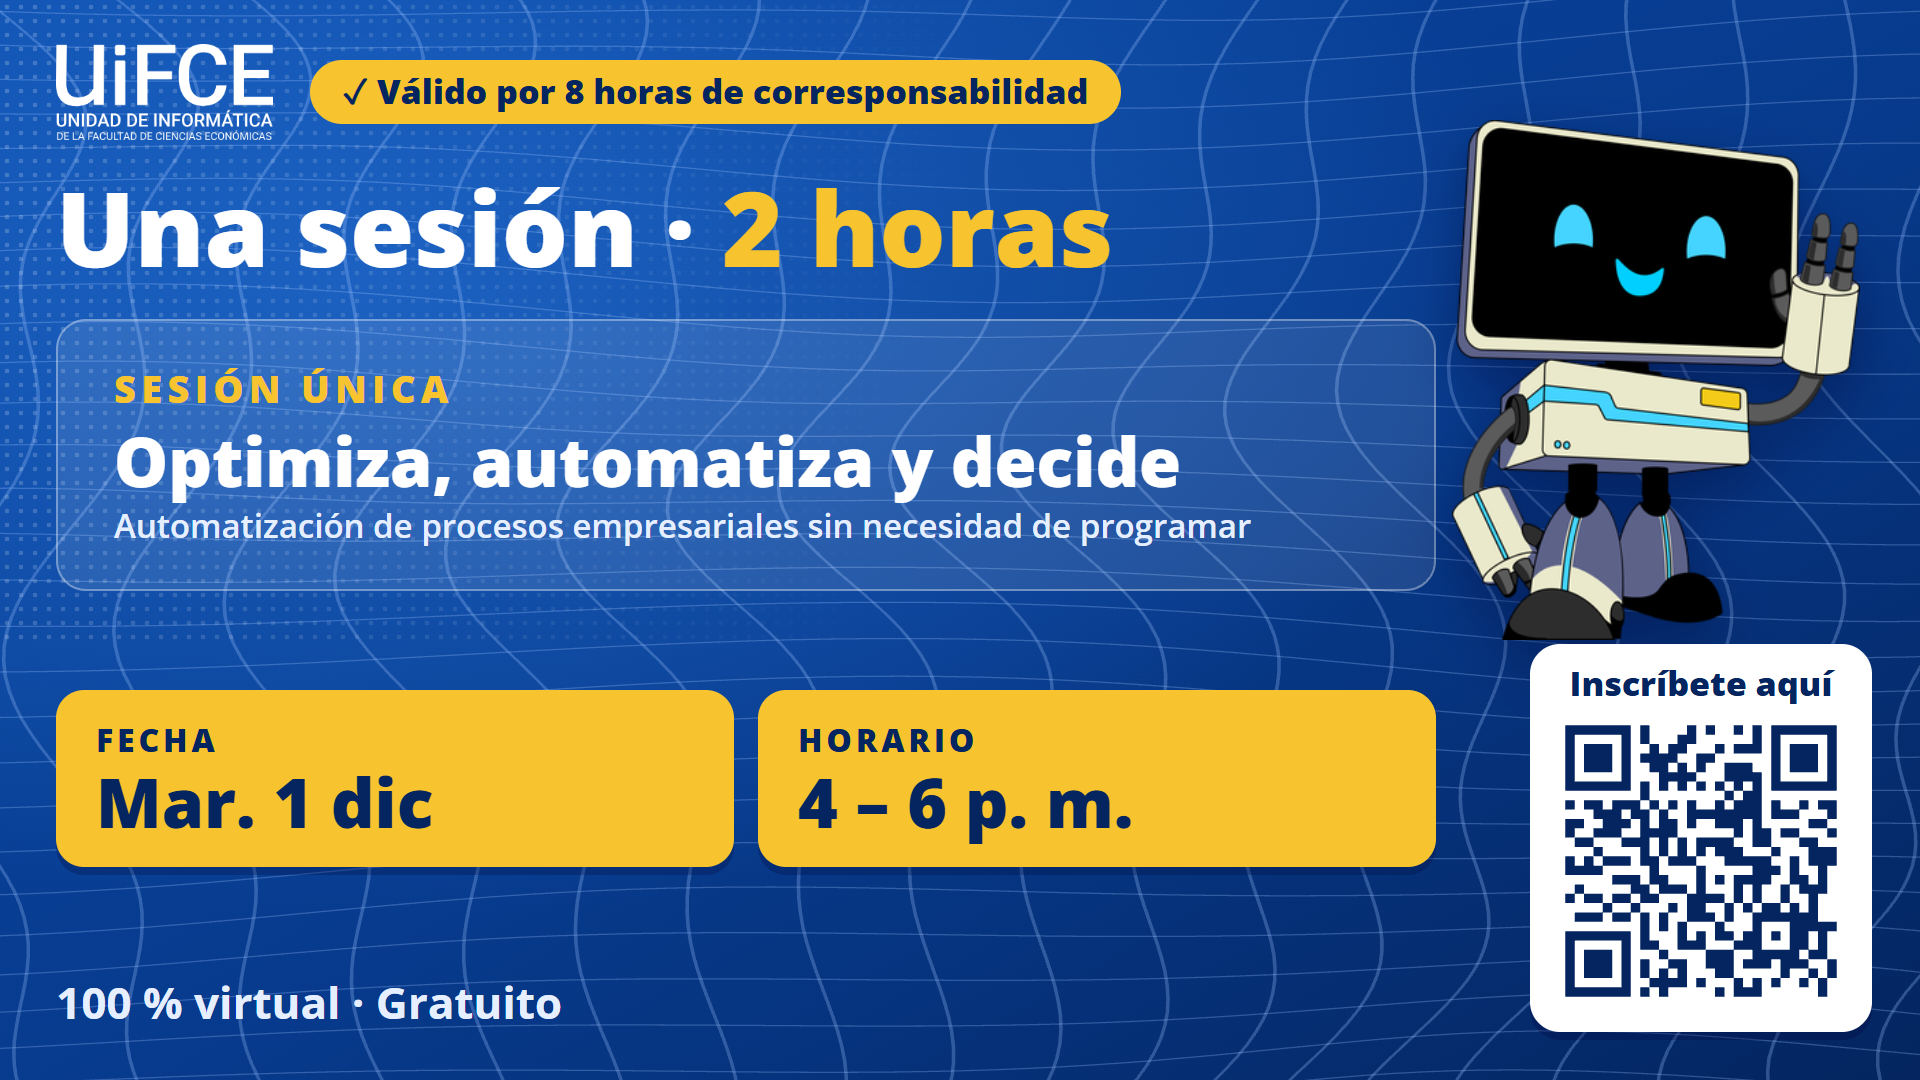 UiFCE
UNIDAD DE INFORMÁTICA
DE LA FACULTAD DE CIENCIAS ECONÓMICAS
✓ Válido por 8 horas de corresponsabilidad
Una sesión · 2 horas
SESIÓN ÚNICA
Optimiza, automatiza y decide
Automatización de procesos empresariales sin necesidad de programar
FECHA
Mar. 1 dic
HORARIO
4 – 6 p. m.
Inscríbete aquí
100 % virtual · Gratuito